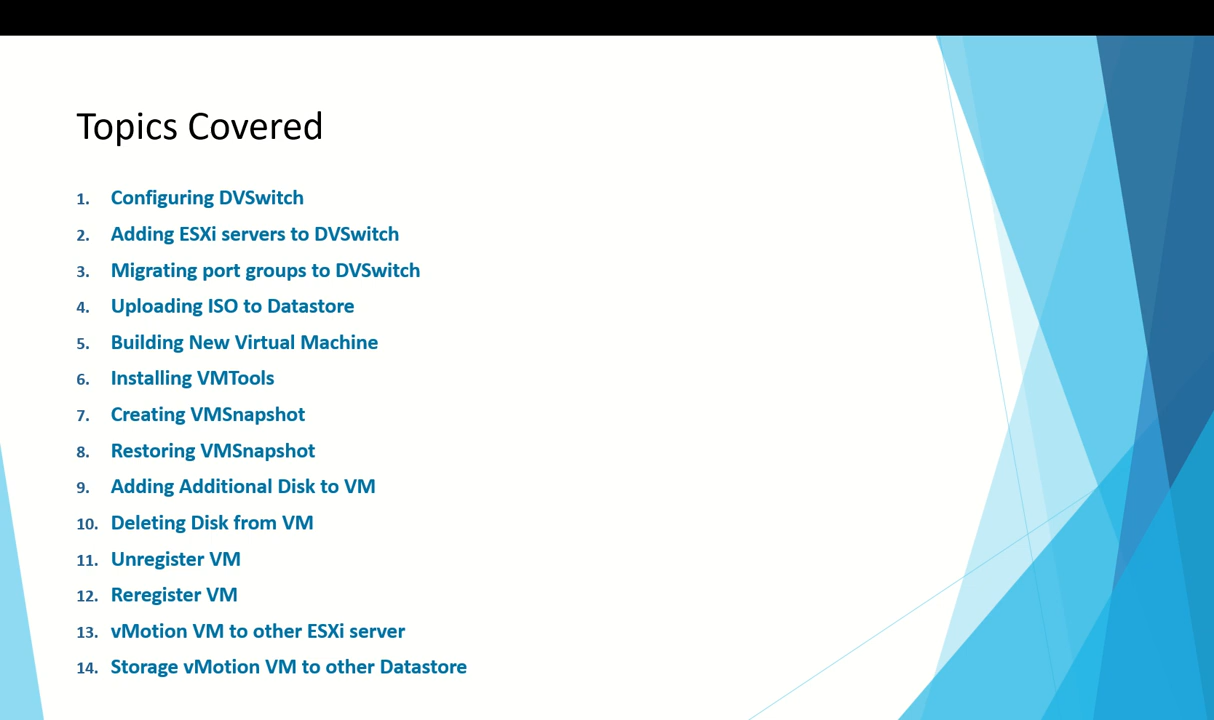 Topics Covered
1. Configuring DVSwitch
2. Adding ESXi servers to DVSwitch
3. Migrating port groups to DVSwitch
4. Uploading ISO to Datastore
5. Building New Virtual Machine
6. Installing VMTools
7. Creating VMSnapshot
8. Restoring VMSnapshot
9. Adding Additional Disk to VM
10. Deleting Disk from VM
11. Unregister VM
12. Reregister VM
13. vMotion VM to other ESXi server
14. Storage vMotion VM to other Datastore